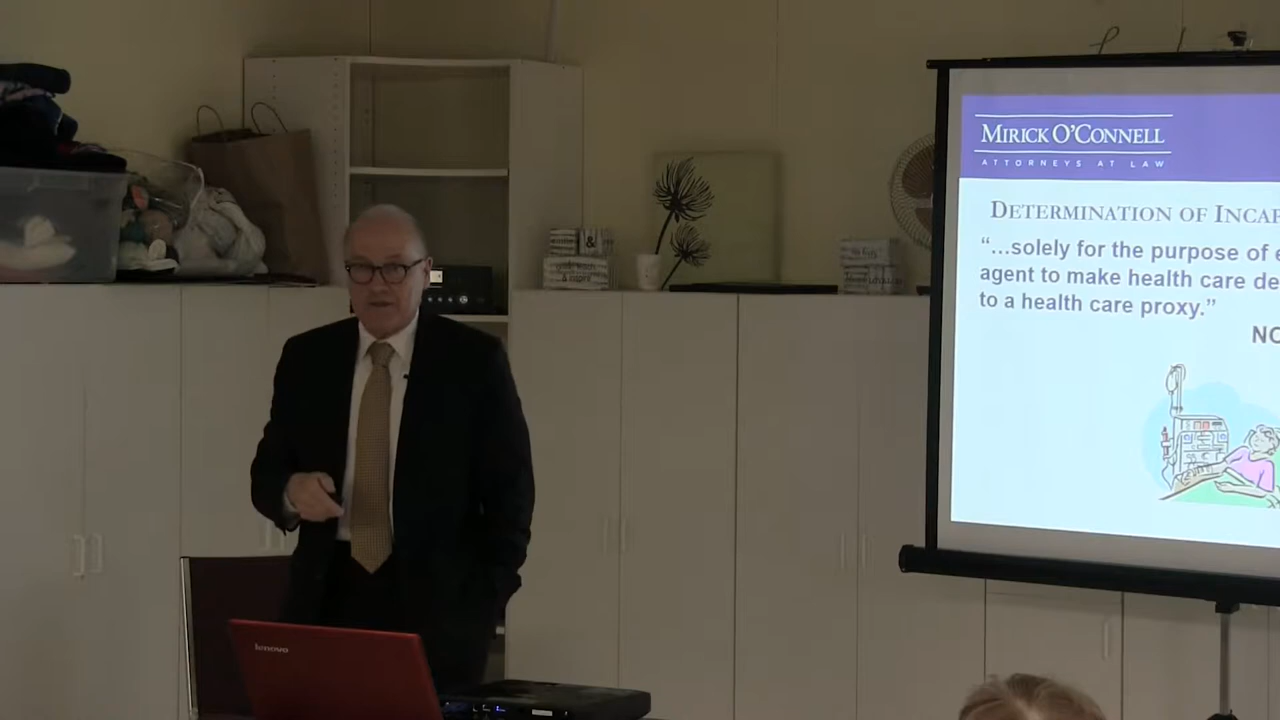 MIRICK O'CONNELL
ATTORNEYS AT LAW
DETERMINATION OF INCAP
“...solely for the purpose of e
agent to make health care de
to a health care proxy.”
NO
lenovo
&